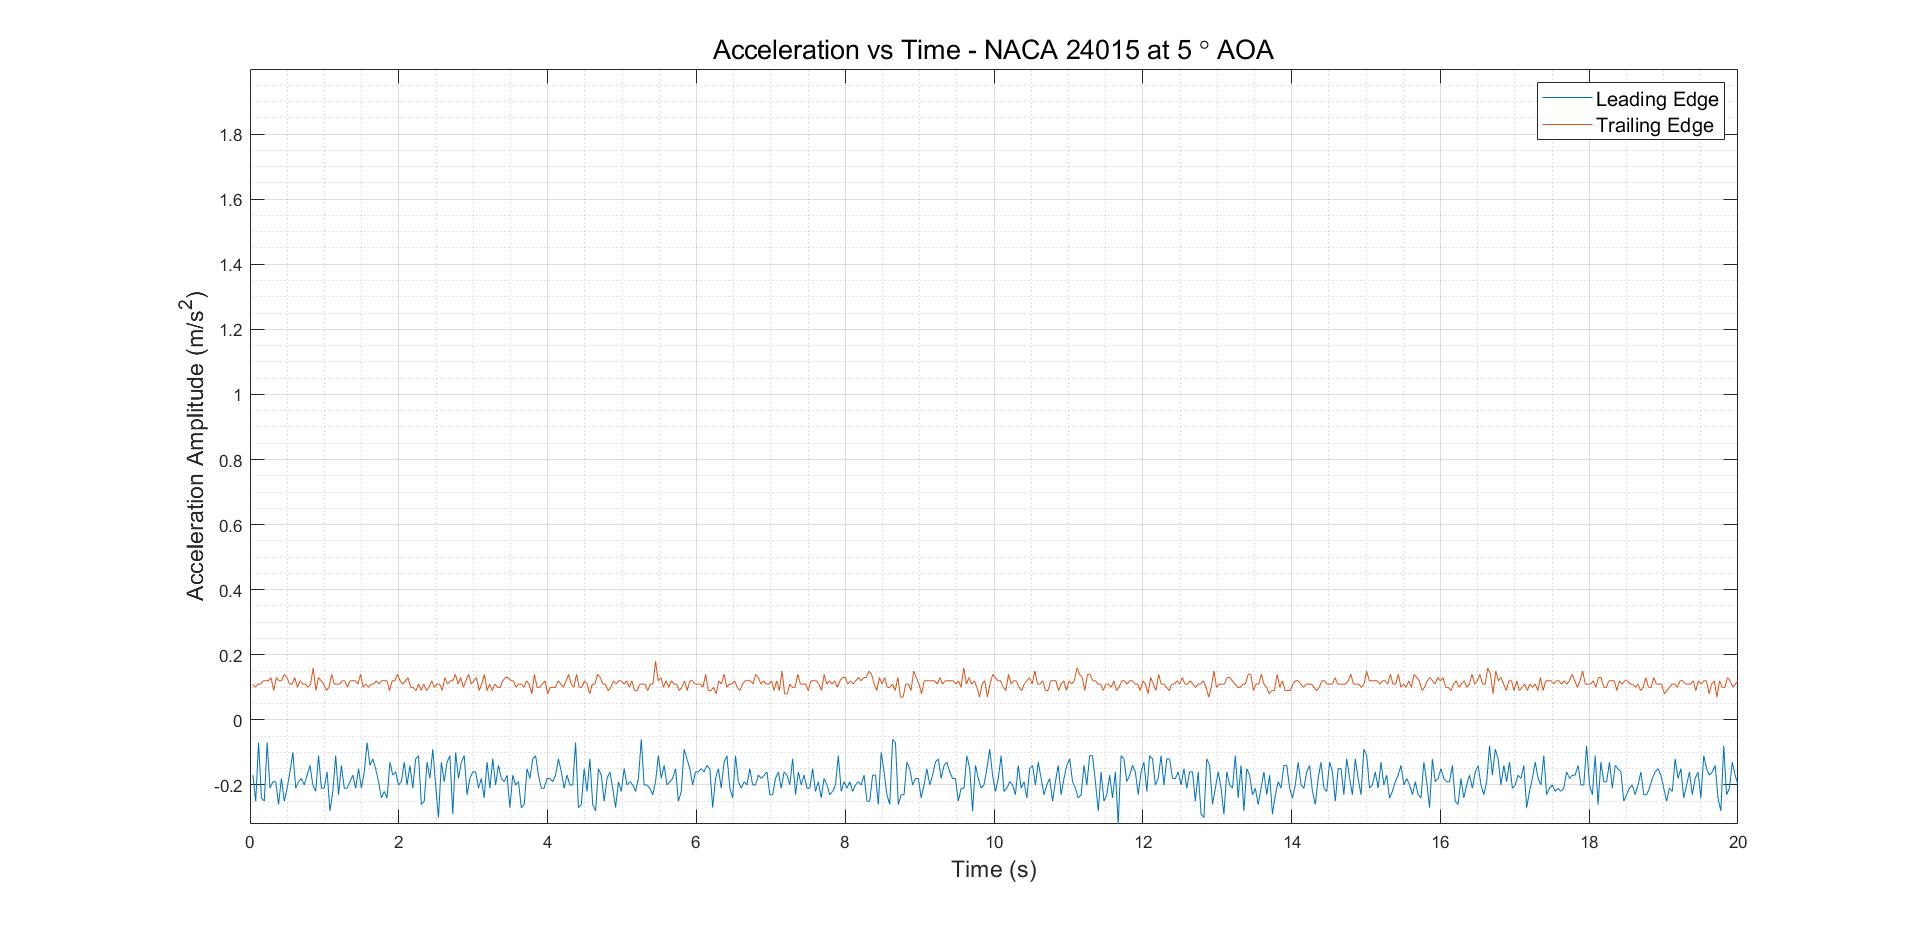 Acceleration vs Time - NACA 24015 at 5 ° AOA
Leading Edge
Trailing Edge
Acceleration Amplitude (m/s²)
1.8
1.6
1.4
1.2
1
0.8
0.6
0.4
0.2
0
-0.2
0 2 4 6 8 10 12 14 16 18 20
Time (s)